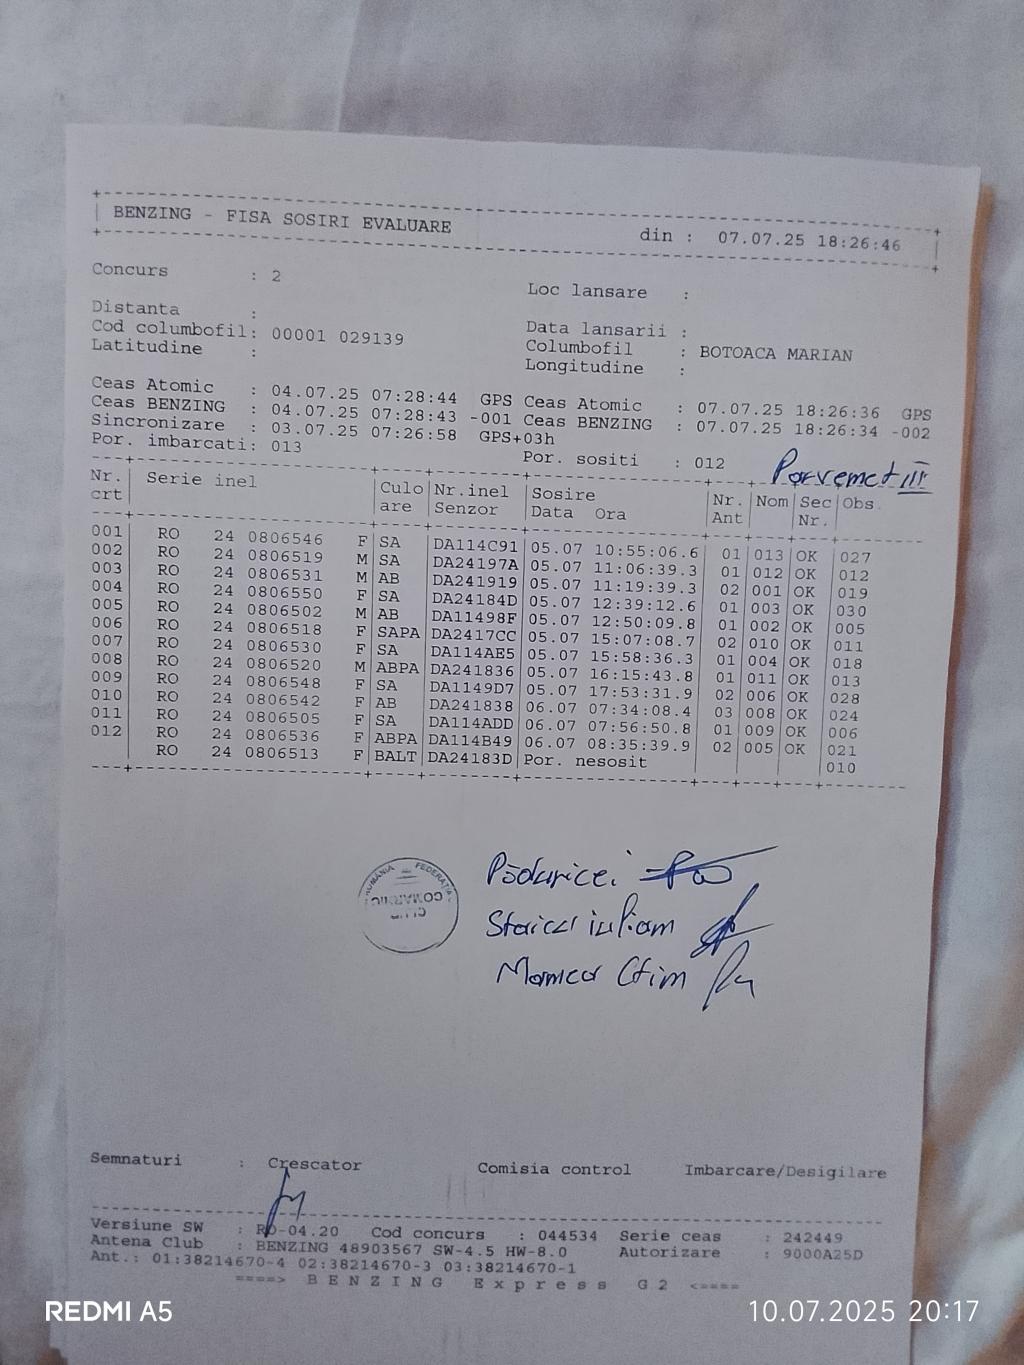 BENZING - FISA SOSIRI EVALUARE din : 07.07.25 18:26:46
Concurs : 2 Loc lansare :
Distanta : Data lansarii :
Cod columbofil: 00001 029139 Columbofil : BOTOACA MARIAN
Latitudine : Longitudine :
Ceas Atomic : 04.07.25 07:28:44 GPS Ceas Atomic : 07.07.25 18:26:36 GPS
Ceas BENZING : 04.07.25 07:28:43 -001 Ceas BENZING : 07.07.25 18:26:34 -002
Sincronizare : 03.07.25 07:26:58 GPS+03h
Por. imbarcati: 013 Por. sositi : 012
III
Nr. crt Serie inel Culo are Nr.inel Senzor Sosire Data Ora Nr. Ant Nom Sec Nr. Obs.
001 RO 24 0806546 F SA DA114C91 05.07 10:55:06.6 01 013 OK 027
002 RO 24 0806519 M SA DA24197A 05.07 11:06:39.3 01 012 OK 012
003 RO 24 0806531 M AB DA241919 05.07 11:19:39.3 02 001 OK 019
004 RO 24 0806550 F SA DA24184D 05.07 12:39:12.6 01 003 OK 030
005 RO 24 0806502 M AB DA11498F 05.07 12:50:09.8 01 002 OK 005
006 RO 24 0806518 F SAPA DA2417CC 05.07 15:07:08.7 02 010 OK 011
007 RO 24 0806530 F SA DA114AE5 05.07 15:58:36.3 01 004 OK 018
008 RO 24 0806520 M ABPA DA241836 05.07 16:15:43.8 01 011 OK 013
009 RO 24 0806548 F SA DA1149D7 05.07 17:53:31.9 02 006 OK 028
010 RO 24 0806542 F AB DA241838 06.07 07:34:08.4 03 008 OK 024
011 RO 24 0806505 F SA DA114ADD 06.07 07:56:50.8 01 009 OK 006
012 RO 24 0806536 F ABPA DA114B49 06.07 08:35:39.9 02 005 OK 021
RO 24 0806513 F BALT DA24183D Por. nesosit 010
ROMÂNIA FEDERAȚIA
CLUB
COMARNIC
Păduricei
Staicu iulian
Semnaturi : Crescator Comisia control Imbarcare/Desigilare
Versiune SW : RO-04.20 Cod concurs : 044534 Serie ceas : 242449
Antena Club : BENZING 48903567 SW-4.5 HW-8.0 Autorizare : 9000A25D
Ant.: 01:38214670-4 02:38214670-3 03:38214670-1
====> B E N Z I N G E x p r e s s G 2 <====
REDMI A5 10.07.2025 20:17